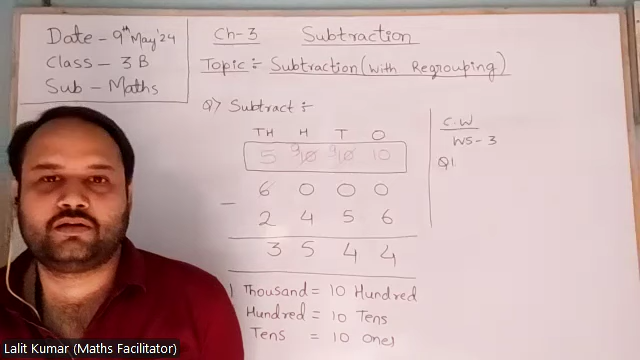 Date - 9th May'24
Class - 3 B
Sub - Maths
Ch-3 Subtraction
Topic :- Subtraction (With Regrouping)
Q> Subtract :-
TH H T O
5 9 10 9 10 10
6 0 0 0
- 2 4 5 6
3 5 4 4
1 Thousand = 10 Hundred
Hundred = 10 Tens
Tens = 10 Ones
C.W
WS-3
Q1
Lalit Kumar (Maths Facilitator)